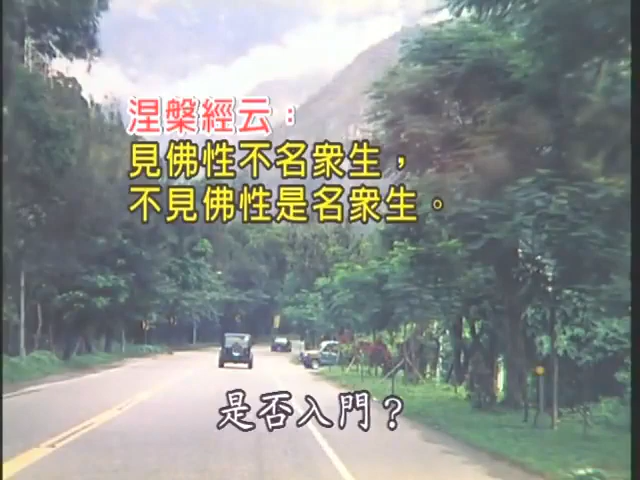 涅槃經云：
見佛性不名衆生，
不見佛性是名衆生。
是否入門？